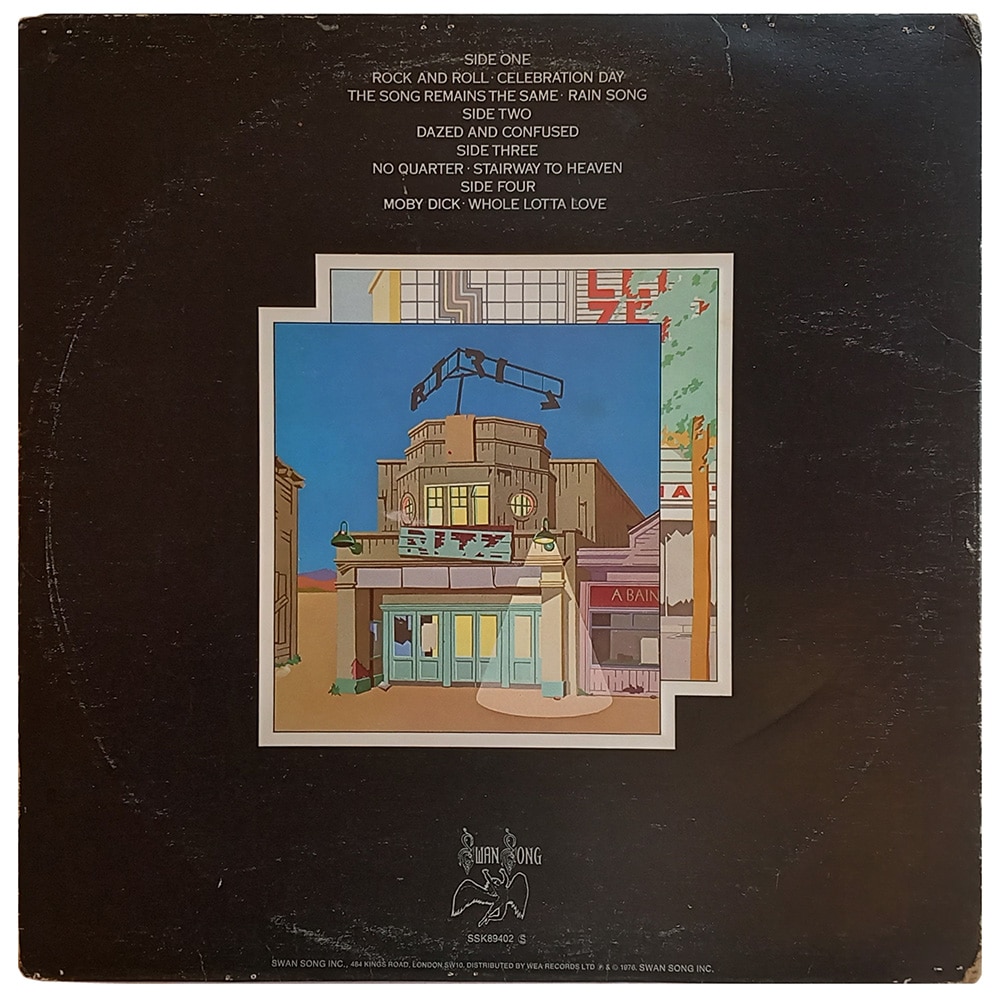 SIDE ONE
ROCK AND ROLL · CELEBRATION DAY
THE SONG REMAINS THE SAME · RAIN SONG
SIDE TWO
DAZED AND CONFUSED
SIDE THREE
NO QUARTER · STAIRWAY TO HEAVEN
SIDE FOUR
MOBY DICK · WHOLE LOTTA LOVE
RITZ
A BAIN
SWAN SONG
SSK89402 S
SWAN SONG INC., 484 KINGS ROAD, LONDON SW10. DISTRIBUTED BY WEA RECORDS LTD ℗ & © 1976. SWAN SONG INC.